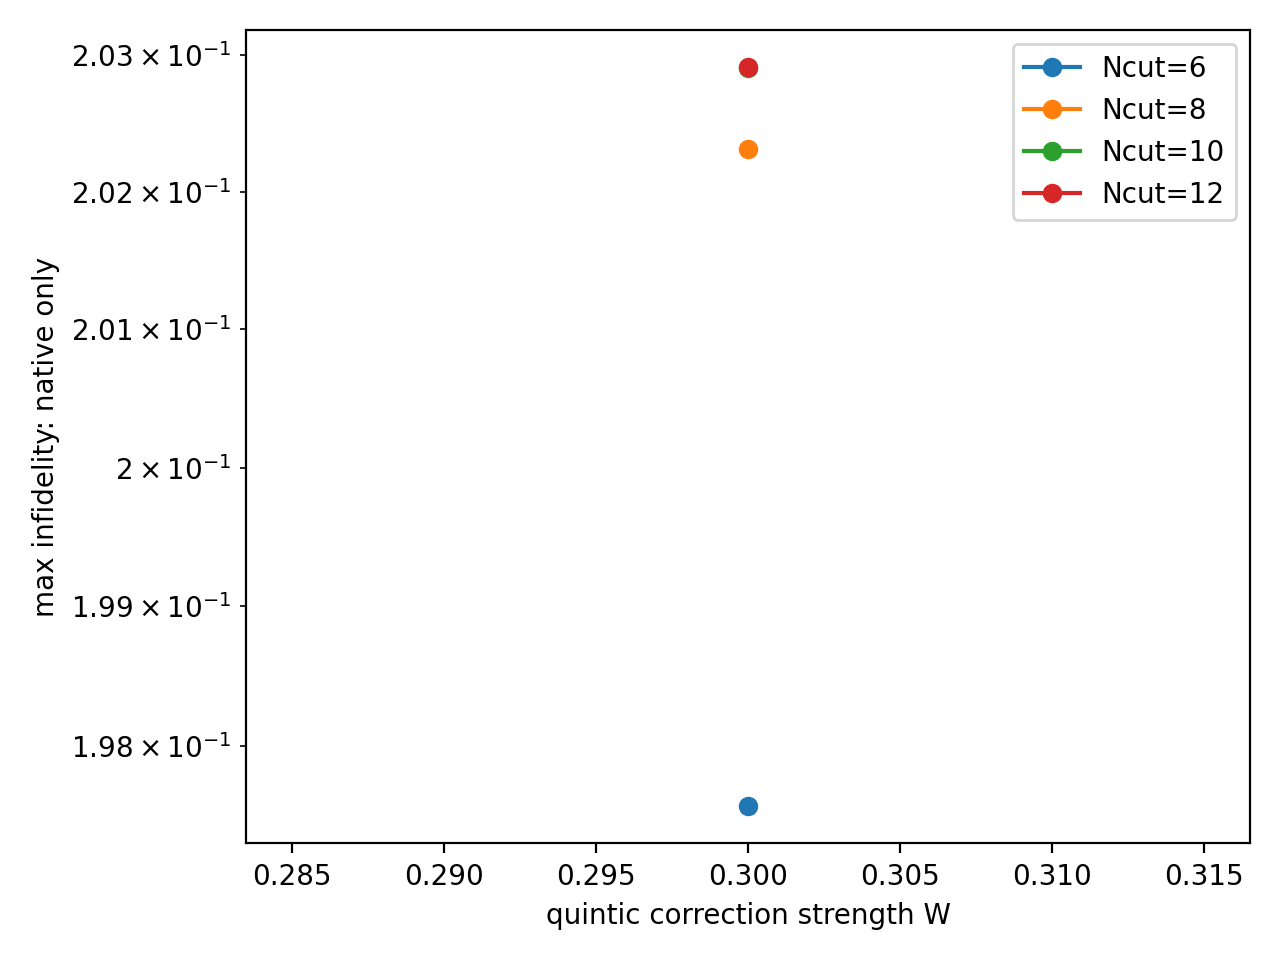 2.03 × 10⁻¹
2.02 × 10⁻¹
2.01 × 10⁻¹
2 × 10⁻¹
1.99 × 10⁻¹
1.98 × 10⁻¹
max infidelity: native only
Ncut=6
Ncut=8
Ncut=10
Ncut=12
0.285 0.290 0.295 0.300 0.305 0.310 0.315
quintic correction strength W